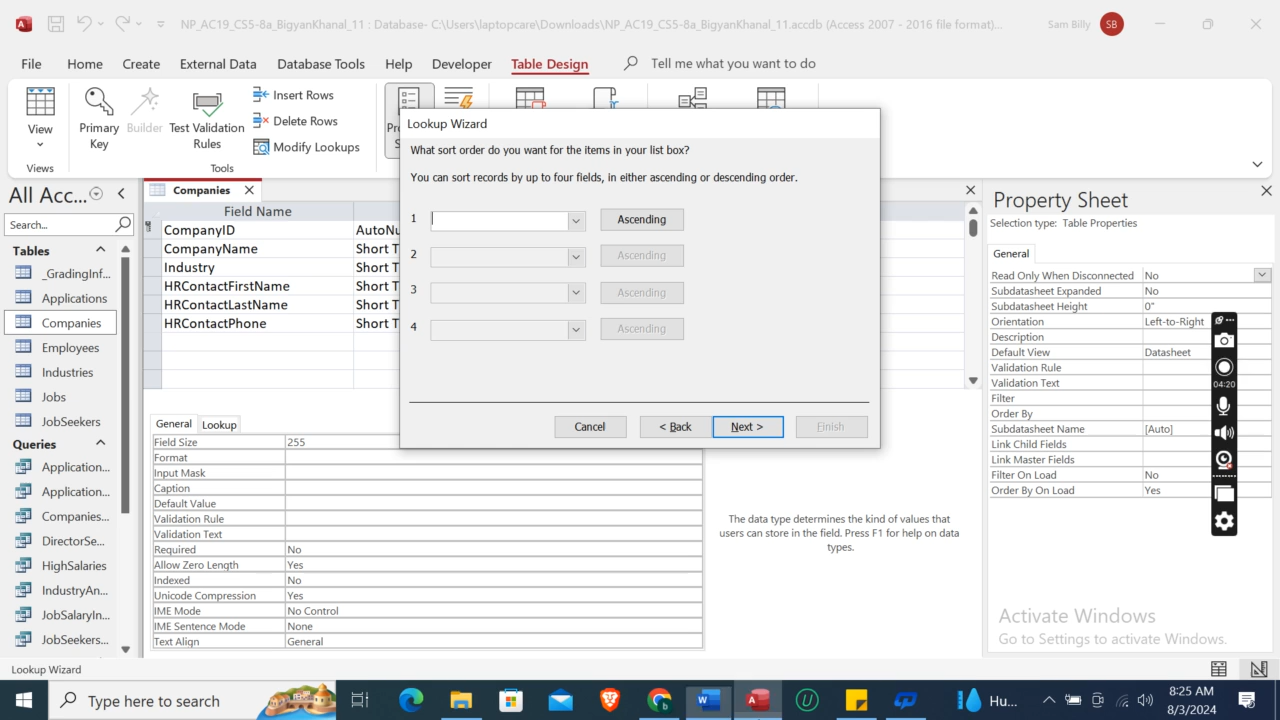 NP_AC19_CS5-8a_BigyanKhanal_11 : Database- C:\Users\laptopcare\Downloads\NP_AC19_CS5-8a_BigyanKhanal_11.accdb (Access 2007 - 2016 file format)...
Sam Billy
SB
File Home Create External Data Database Tools Help Developer Table Design Tell me what you want to do
View
Primary Key
Builder
Test Validation Rules
Insert Rows
Delete Rows
Modify Lookups
Views
Tools
Lookup Wizard
What sort order do you want for the items in your list box?
You can sort records by up to four fields, in either ascending or descending order.
1 Ascending
2 Ascending
3 Ascending
4 Ascending
Cancel < Back Next > Finish
All Acc...
Search...
Tables
_GradingInf...
Applications
Companies
Employees
Industries
Jobs
JobSeekers
Queries
Application...
Application...
Companies...
DirectorSe...
HighSalaries
IndustryAn...
JobSalaryIn...
JobSeekers...
Companies
Field Name
CompanyID AutoNu
CompanyName Short T
Industry Short T
HRContactFirstName Short T
HRContactLastName Short T
HRContactPhone Short T
General Lookup
Field Size 255
Format
Input Mask
Caption
Default Value
Validation Rule
Validation Text
Required No
Allow Zero Length Yes
Indexed No
Unicode Compression Yes
IME Mode No Control
IME Sentence Mode None
Text Align General
The data type determines the kind of values that
users can store in the field. Press F1 for help on data
types.
Property Sheet
Selection type: Table Properties
General
Read Only When Disconnected No
Subdatasheet Expanded No
Subdatasheet Height 0"
Orientation Left-to-Right
Description
Default View Datasheet
Validation Rule
Validation Text
Filter
Order By
Subdatasheet Name [Auto]
Link Child Fields
Link Master Fields
Filter On Load No
Order By On Load Yes
04:20
Activate Windows
Go to Settings to activate Windows.
Lookup Wizard
Type here to search
Hu...
8:25 AM
8/3/2024